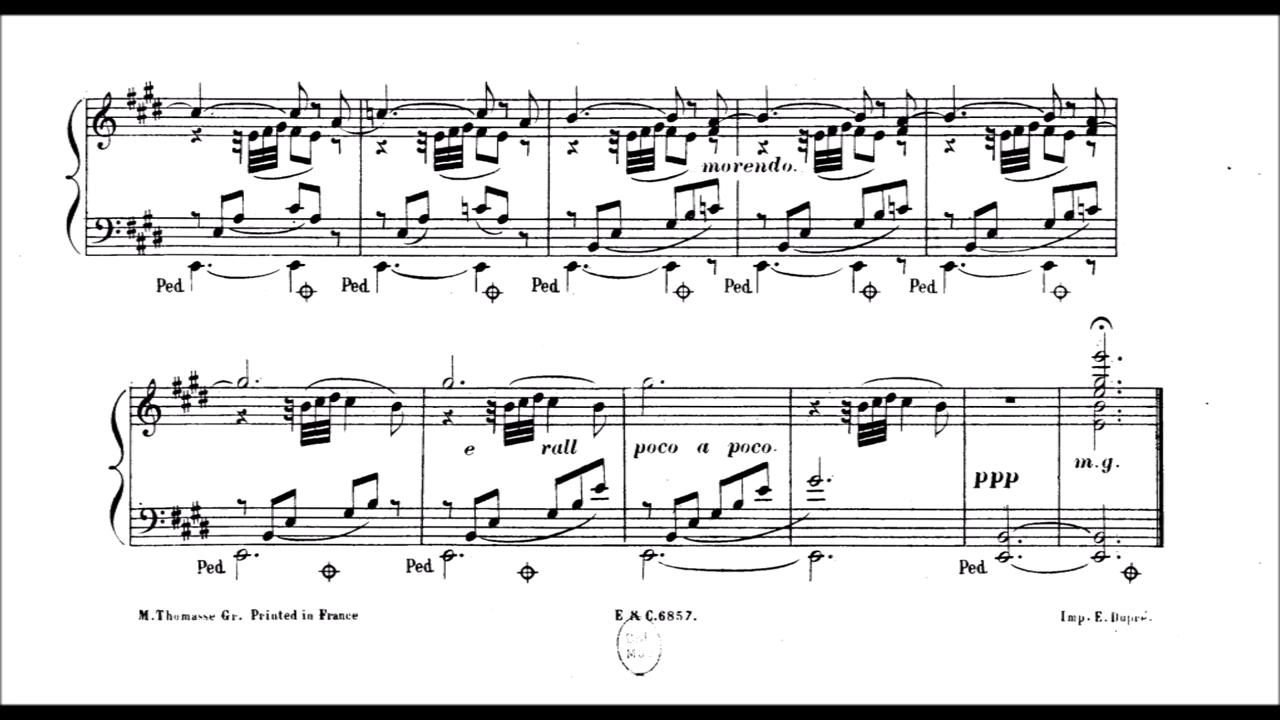 morendo.
Ped Ped Ped Ped Ped
e rall poco a poco.
ppp m.g.
Ped Ped Ped
M. Thomasse Gr. Printed in France E & C. 6857. Imp. E. Dupré.